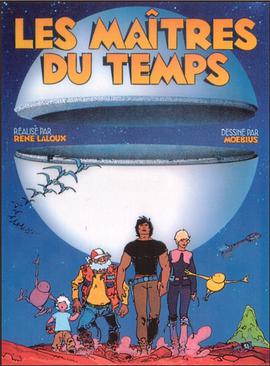 LES MAÎTRES
DU TEMPS
RÉALISÉ PAR
RENÉ LALOUX
DESSINÉ PAR
MOEBIUS